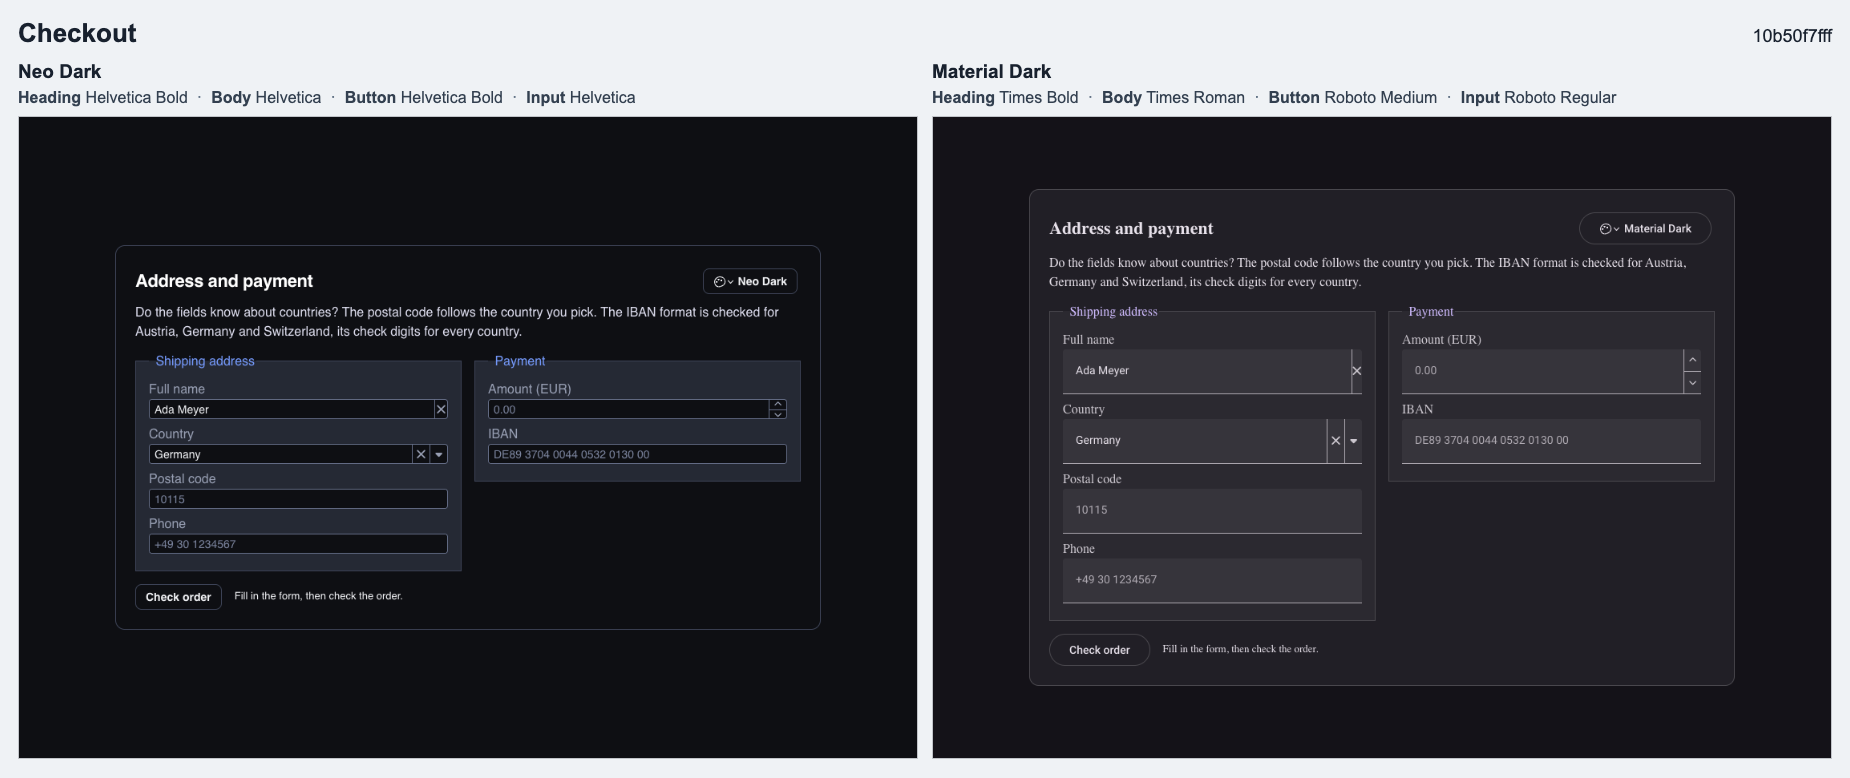 Checkout
10b50f7fff
Neo Dark
Heading Helvetica Bold · Body Helvetica · Button Helvetica Bold · Input Helvetica
Address and payment
Neo Dark
Do the fields know about countries? The postal code follows the country you pick. The IBAN format is checked for
Austria, Germany and Switzerland, its check digits for every country.
Shipping address
Full name
Ada Meyer
Country
Germany
Postal code
10115
Phone
+49 30 1234567
Payment
Amount (EUR)
0.00
IBAN
DE89 3704 0044 0532 0130 00
Check order
Fill in the form, then check the order.
Material Dark
Heading Times Bold · Body Times Roman · Button Roboto Medium · Input Roboto Regular
Address and payment
Material Dark
Do the fields know about countries? The postal code follows the country you pick. The IBAN format is checked for Austria,
Germany and Switzerland, its check digits for every country.
Shipping address
Full name
Ada Meyer
Country
Germany
Postal code
10115
Phone
+49 30 1234567
Payment
Amount (EUR)
0.00
IBAN
DE89 3704 0044 0532 0130 00
Check order
Fill in the form, then check the order.